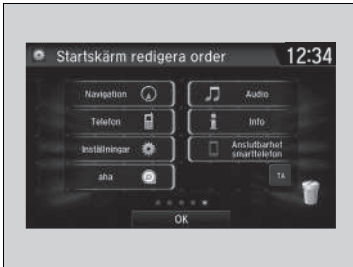 Startskärm redigera order
12:34
Navigation
Audio
Telefon
Info
Inställningar
Anslutbarhet
smarttelefon
aha
TA
OK